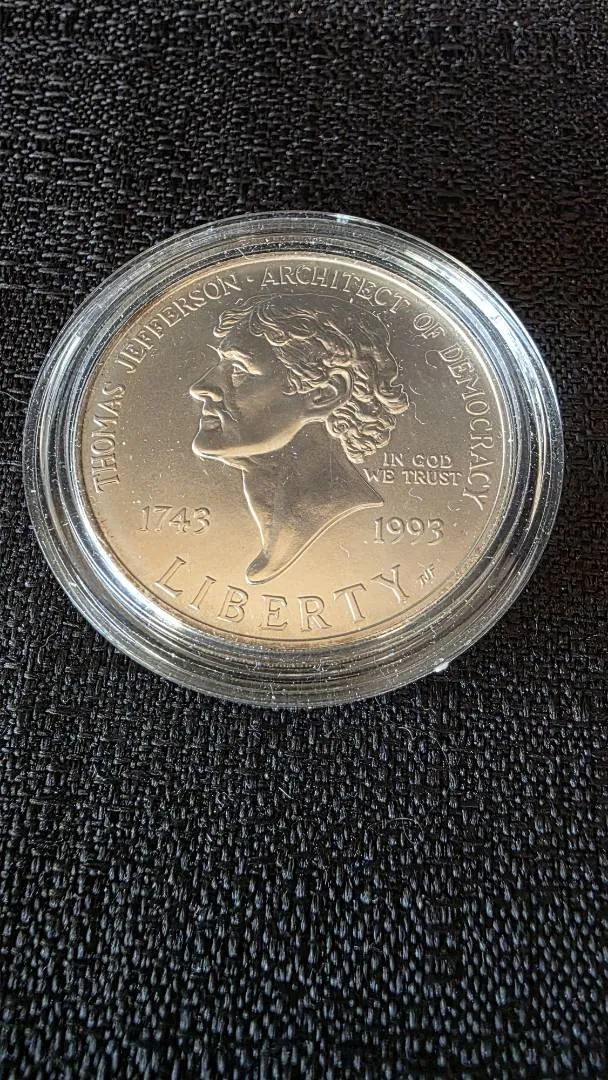 THOMAS JEFFERSON · ARCHITECT OF DEMOCRACY
IN GOD
WE TRUST
1743 1993
LIBERTY